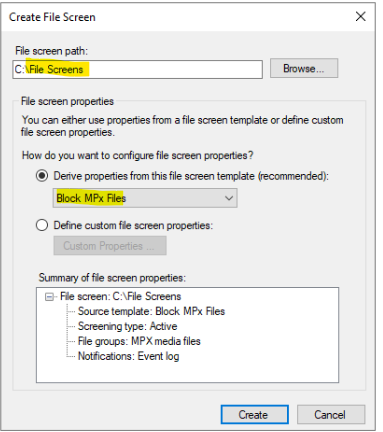 Create File Screen
File screen path:
C:\File Screens
Browse...
File screen properties
You can either use properties from a file screen template or define custom
file screen properties.
How do you want to configure file screen properties?
Derive properties from this file screen template (recommended):
Block MPx Files
Define custom file screen properties:
Custom Properties ...
Summary of file screen properties:
File screen: C:\File Screens
Source template: Block MPx Files
Screening type: Active
File groups: MPX media files
Notifications: Event log
Create
Cancel